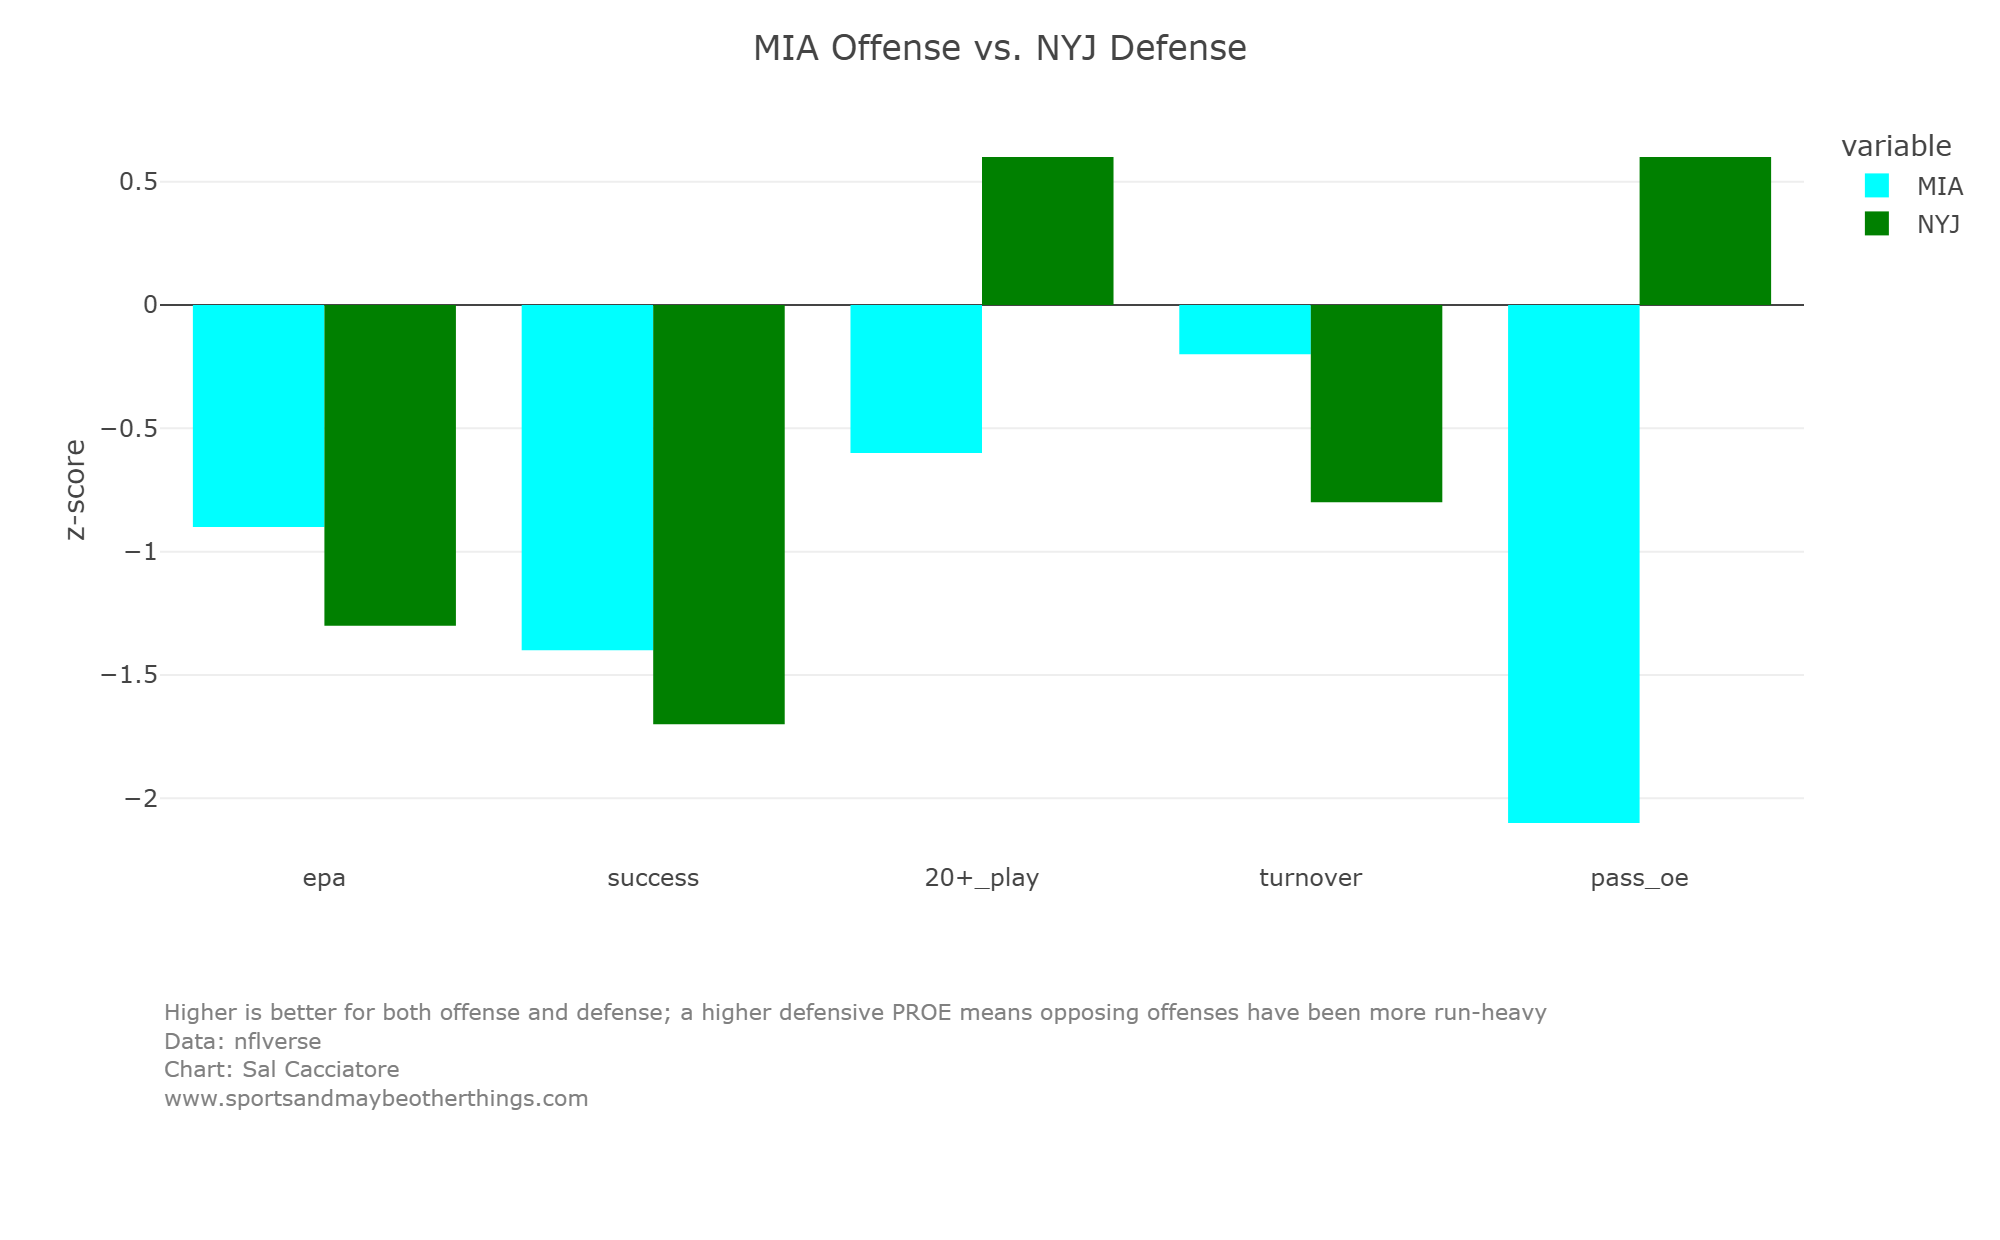 MIA Offense vs. NYJ Defense
variable
MIA
NYJ
z-score
0.5
0
−0.5
−1
−1.5
−2
epa
success
20+_play
turnover
pass_oe
Higher is better for both offense and defense; a higher defensive PROE means opposing offenses have been more run-heavy
Data: nflverse
Chart: Sal Cacciatore
www.sportsandmaybeotherthings.com